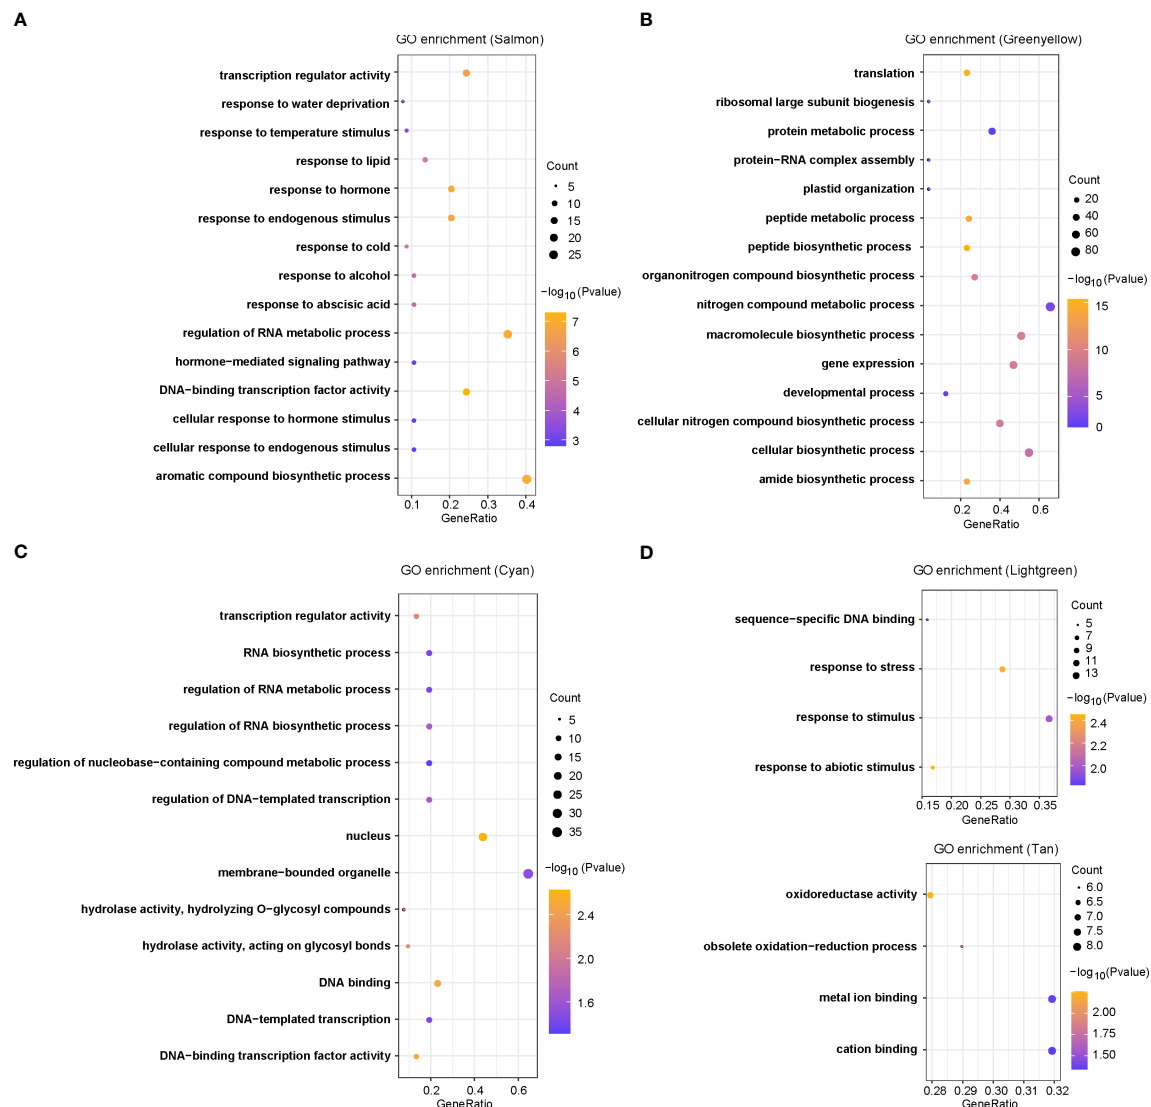 A
GO enrichment (Salmon)
transcription regulator activity
response to water deprivation
response to temperature stimulus
response to lipid
response to hormone
response to endogenous stimulus
response to cold
response to alcohol
response to abscisic acid
regulation of RNA metabolic process
hormone−mediated signaling pathway
DNA−binding transcription factor activity
cellular response to hormone stimulus
cellular response to endogenous stimulus
aromatic compound biosynthetic process
0.1 0.2 0.3 0.4
GeneRatio
Count
5
10
15
20
25
−log10(Pvalue)
7
6
5
4
3
B
GO enrichment (Greenyellow)
translation
ribosomal large subunit biogenesis
protein metabolic process
protein−RNA complex assembly
plastid organization
peptide metabolic process
peptide biosynthetic process
organonitrogen compound biosynthetic process
nitrogen compound metabolic process
macromolecule biosynthetic process
gene expression
developmental process
cellular nitrogen compound biosynthetic process
cellular biosynthetic process
amide biosynthetic process
0.2 0.4 0.6
GeneRatio
Count
20
40
60
80
−log10(Pvalue)
15
10
5
0
C
GO enrichment (Cyan)
transcription regulator activity
RNA biosynthetic process
regulation of RNA metabolic process
regulation of RNA biosynthetic process
regulation of nucleobase−containing compound metabolic process
regulation of DNA−templated transcription
nucleus
membrane−bounded organelle
hydrolase activity, hydrolyzing O−glycosyl compounds
hydrolase activity, acting on glycosyl bonds
DNA binding
DNA−templated transcription
DNA−binding transcription factor activity
0.2 0.4 0.6
GeneRatio
Count
5
10
15
20
25
30
35
−log10(Pvalue)
2.4
2.0
1.6
D
GO enrichment (Lightgreen)
sequence−specific DNA binding
response to stress
response to stimulus
response to abiotic stimulus
0.15 0.20 0.25 0.30 0.35
GeneRatio
Count
5
7
9
11
13
−log10(Pvalue)
2.4
2.2
2.0
GO enrichment (Tan)
oxidoreductase activity
obsolete oxidation−reduction process
metal ion binding
cation binding
0.28 0.29 0.30 0.31 0.32
GeneRatio
Count
6.0
6.5
7.0
7.5
8.0
−log10(Pvalue)
2.00
1.75
1.50